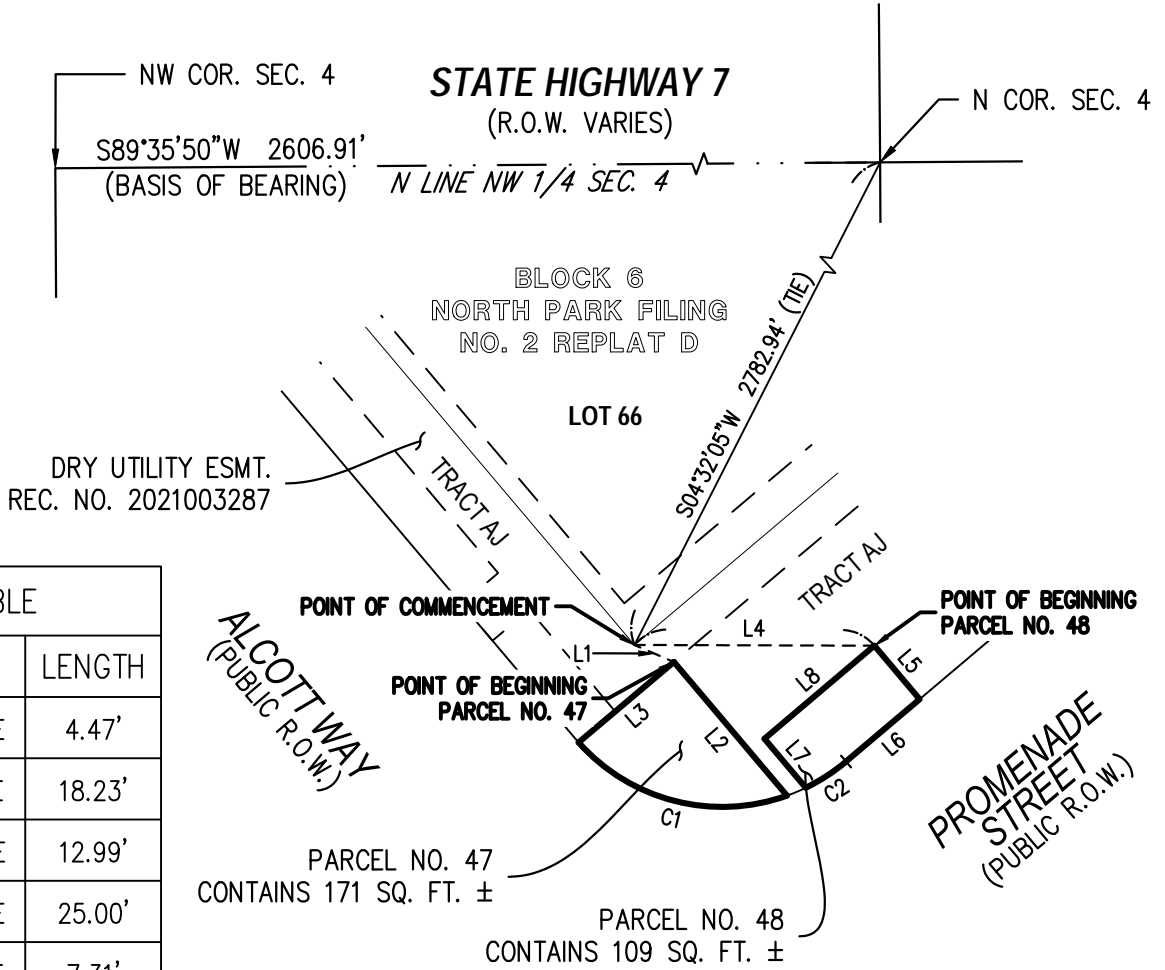 NW COR. SEC. 4
STATE HIGHWAY 7
(R.O.W. VARIES)
N COR. SEC. 4
S89°35'50"W 2606.91'
(BASIS OF BEARING)
N LINE NW 1/4 SEC. 4
BLOCK 6
NORTH PARK FILING
NO. 2 REPLAT D
S04°32'05"W 2782.94' (TIE)
LOT 66
DRY UTILITY ESMT.
REC. NO. 2021003287
TRACT AJ
TRACT AJ
POINT OF COMMENCEMENT
L4
POINT OF BEGINNING
PARCEL NO. 48
L1
L5
L8
POINT OF BEGINNING
PARCEL NO. 47
L3
L2
L7
L6
C2
C1
ALCOTT WAY
(PUBLIC R.O.W.)
PROMENADE
STREET
(PUBLIC R.O.W.)
PARCEL NO. 47
CONTAINS 171 SQ. FT. ±
PARCEL NO. 48
CONTAINS 109 SQ. FT. ±
LENGTH
E 4.47'
E 18.23'
E 12.99'
E 25.00'